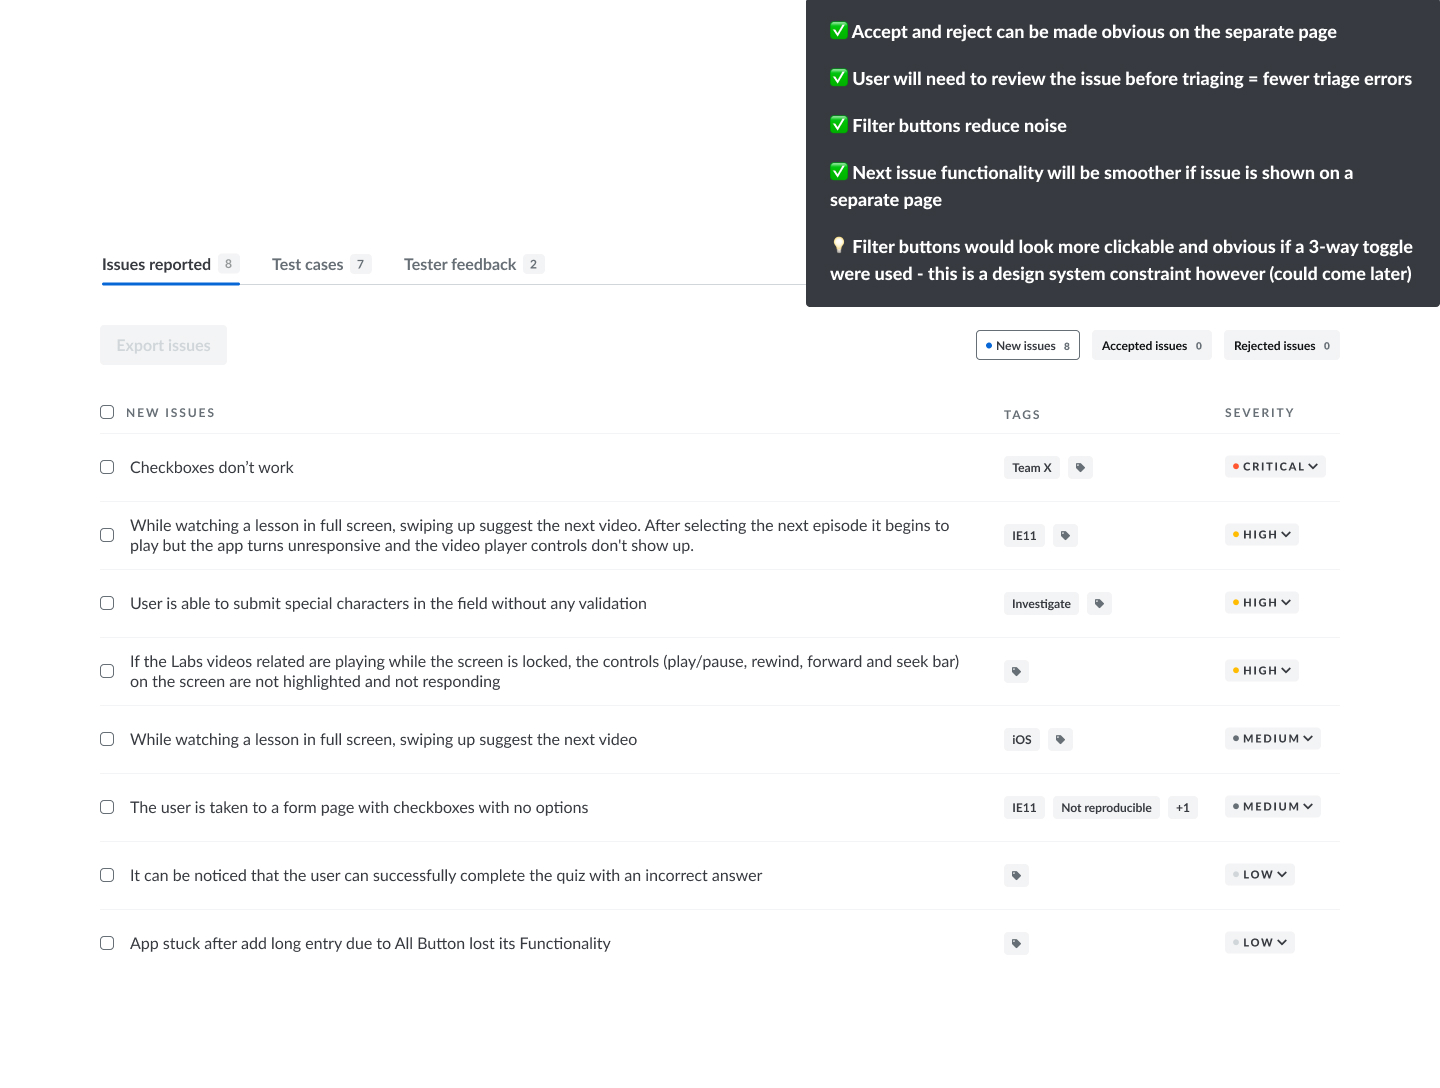 ✅ Accept and reject can be made obvious on the separate page
✅ User will need to review the issue before triaging = fewer triage errors
✅ Filter buttons reduce noise
✅ Next issue functionality will be smoother if issue is shown on a
separate page
💡 Filter buttons would look more clickable and obvious if a 3-way toggle
were used - this is a design system constraint however (could come later)
Issues reported 8 Test cases 7 Tester feedback 2
Export issues New issues 8 Accepted issues 0 Rejected issues 0
NEW ISSUES TAGS SEVERITY
Checkboxes don’t work Team X CRITICAL
While watching a lesson in full screen, swiping up suggest the next video. After selecting the next episode it begins to
play but the app turns unresponsive and the video player controls don't show up. IE11 HIGH
User is able to submit special characters in the field without any validation Investigate HIGH
If the Labs videos related are playing while the screen is locked, the controls (play/pause, rewind, forward and seek bar)
on the screen are not highlighted and not responding HIGH
While watching a lesson in full screen, swiping up suggest the next video iOS MEDIUM
The user is taken to a form page with checkboxes with no options IE11 Not reproducible +1 MEDIUM
It can be noticed that the user can successfully complete the quiz with an incorrect answer LOW
App stuck after add long entry due to All Button lost its Functionality LOW